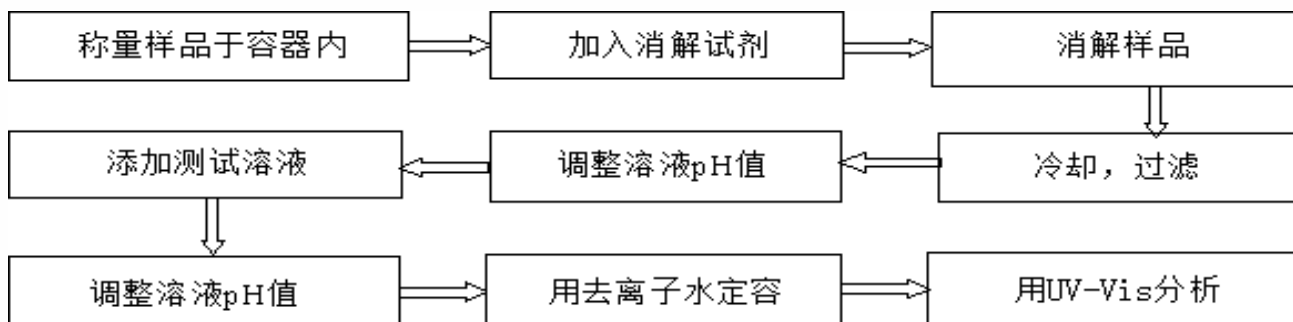 称量样品于容器内
加入消解试剂
消解样品
冷却，过滤
调整溶液pH值
添加测试溶液
调整溶液pH值
用去离子水定容
用UV-Vis分析